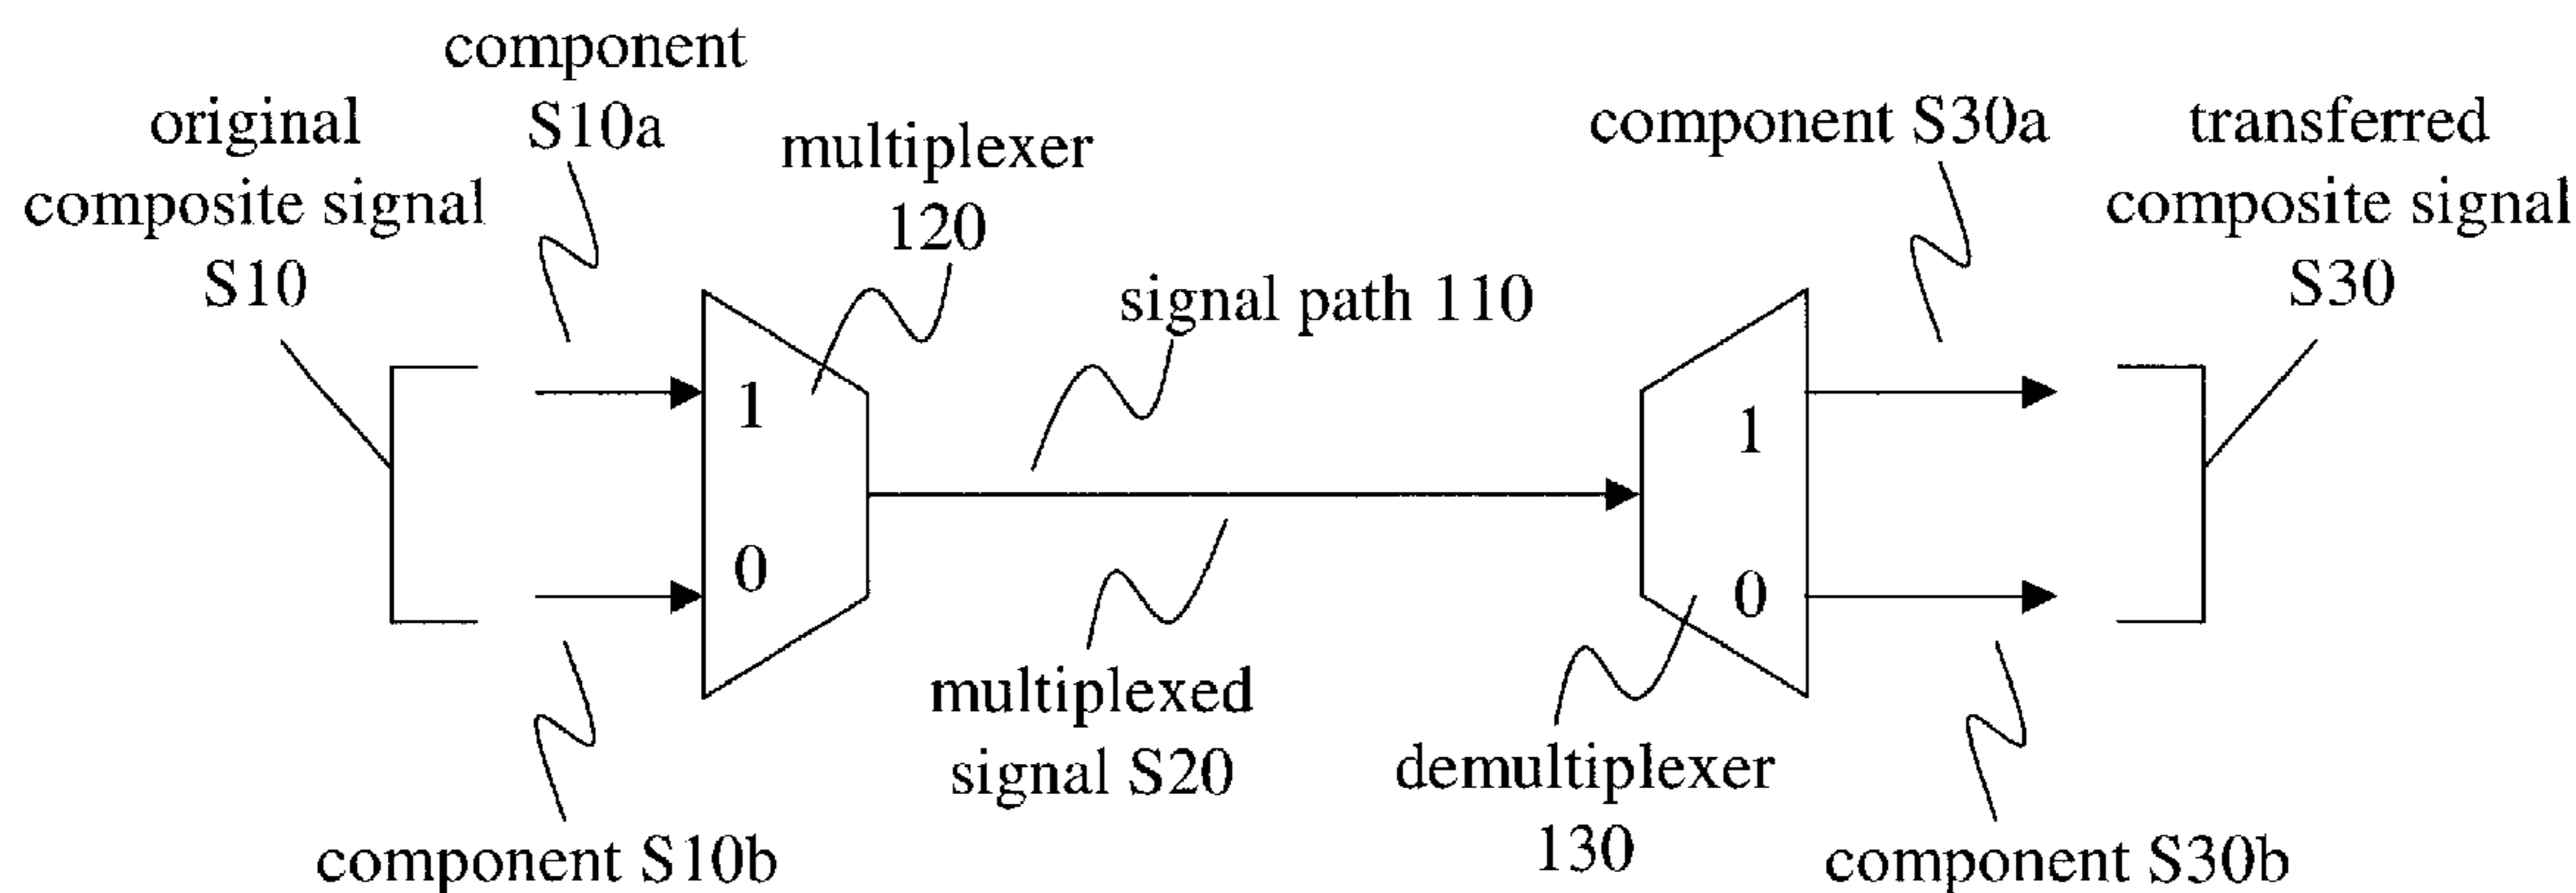 component
S10a
original
composite signal
S10
multiplexer
120
signal path 110
component S30a
transferred
composite signal
S30
1
0
1
0
multiplexed
signal S20
demultiplexer
130
component S10b
component S30b